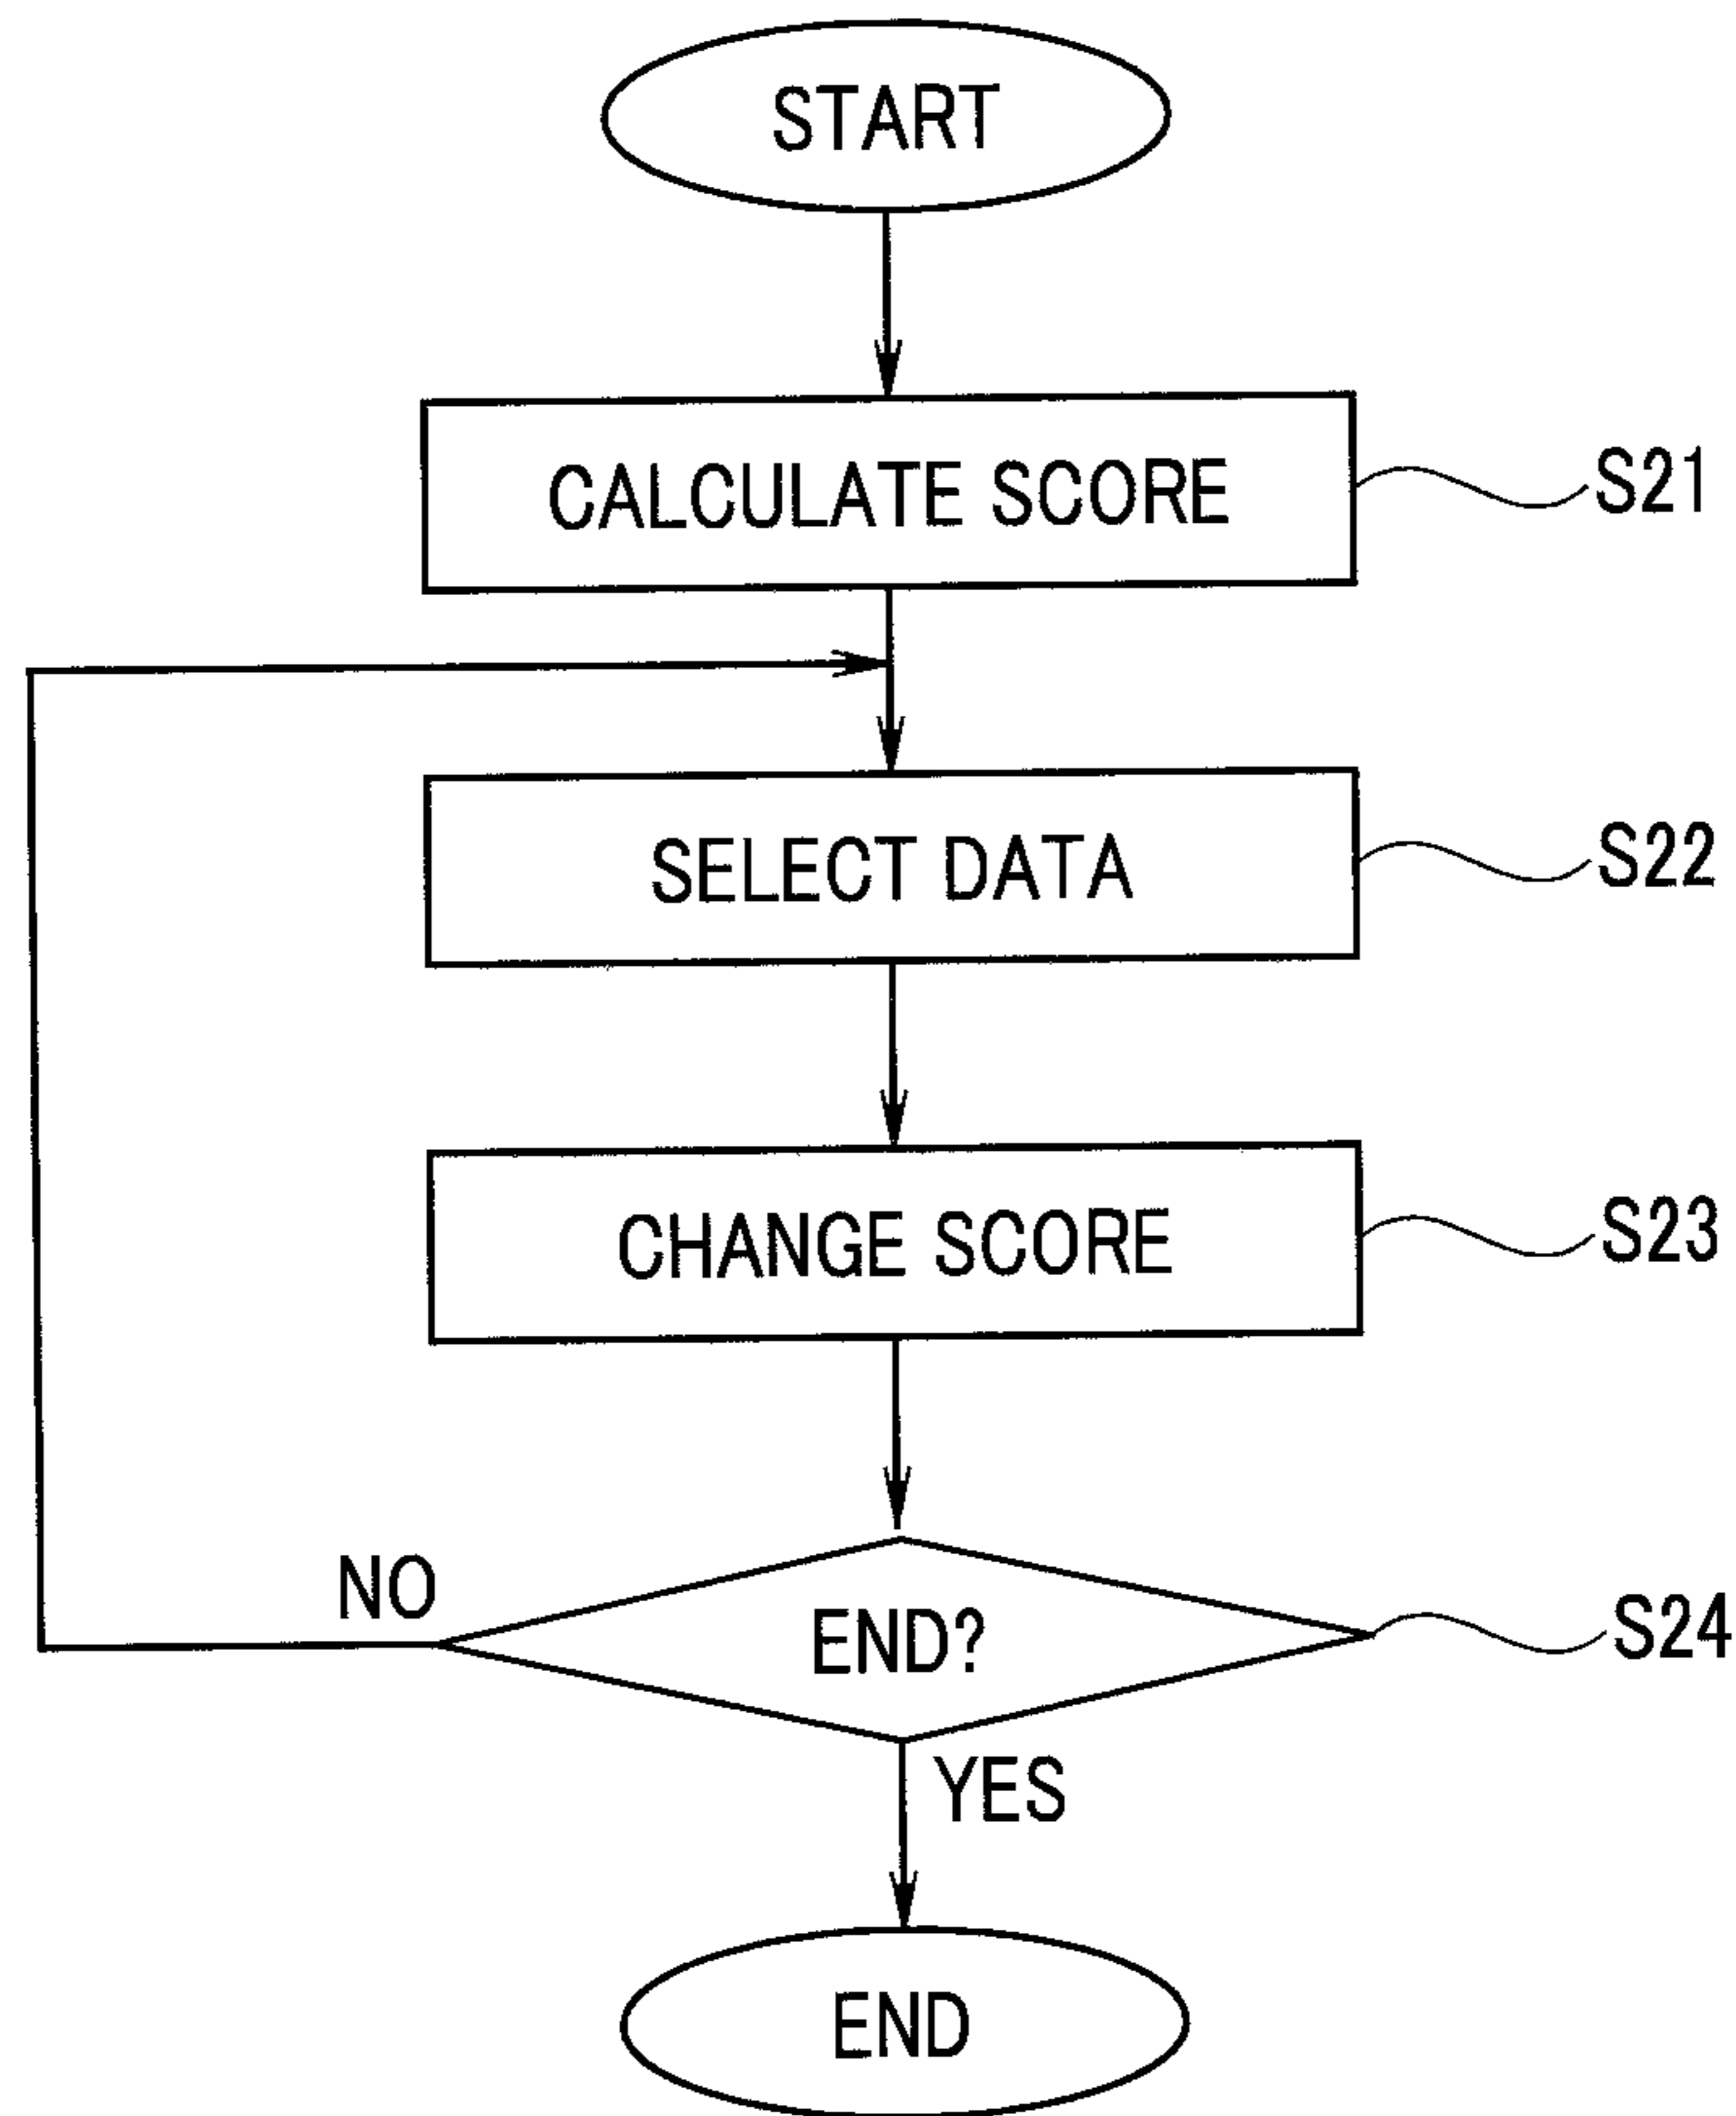 START
CALCULATE SCORE
S21
SELECT DATA
S22
CHANGE SCORE
S23
NO
END?
S24
YES
END